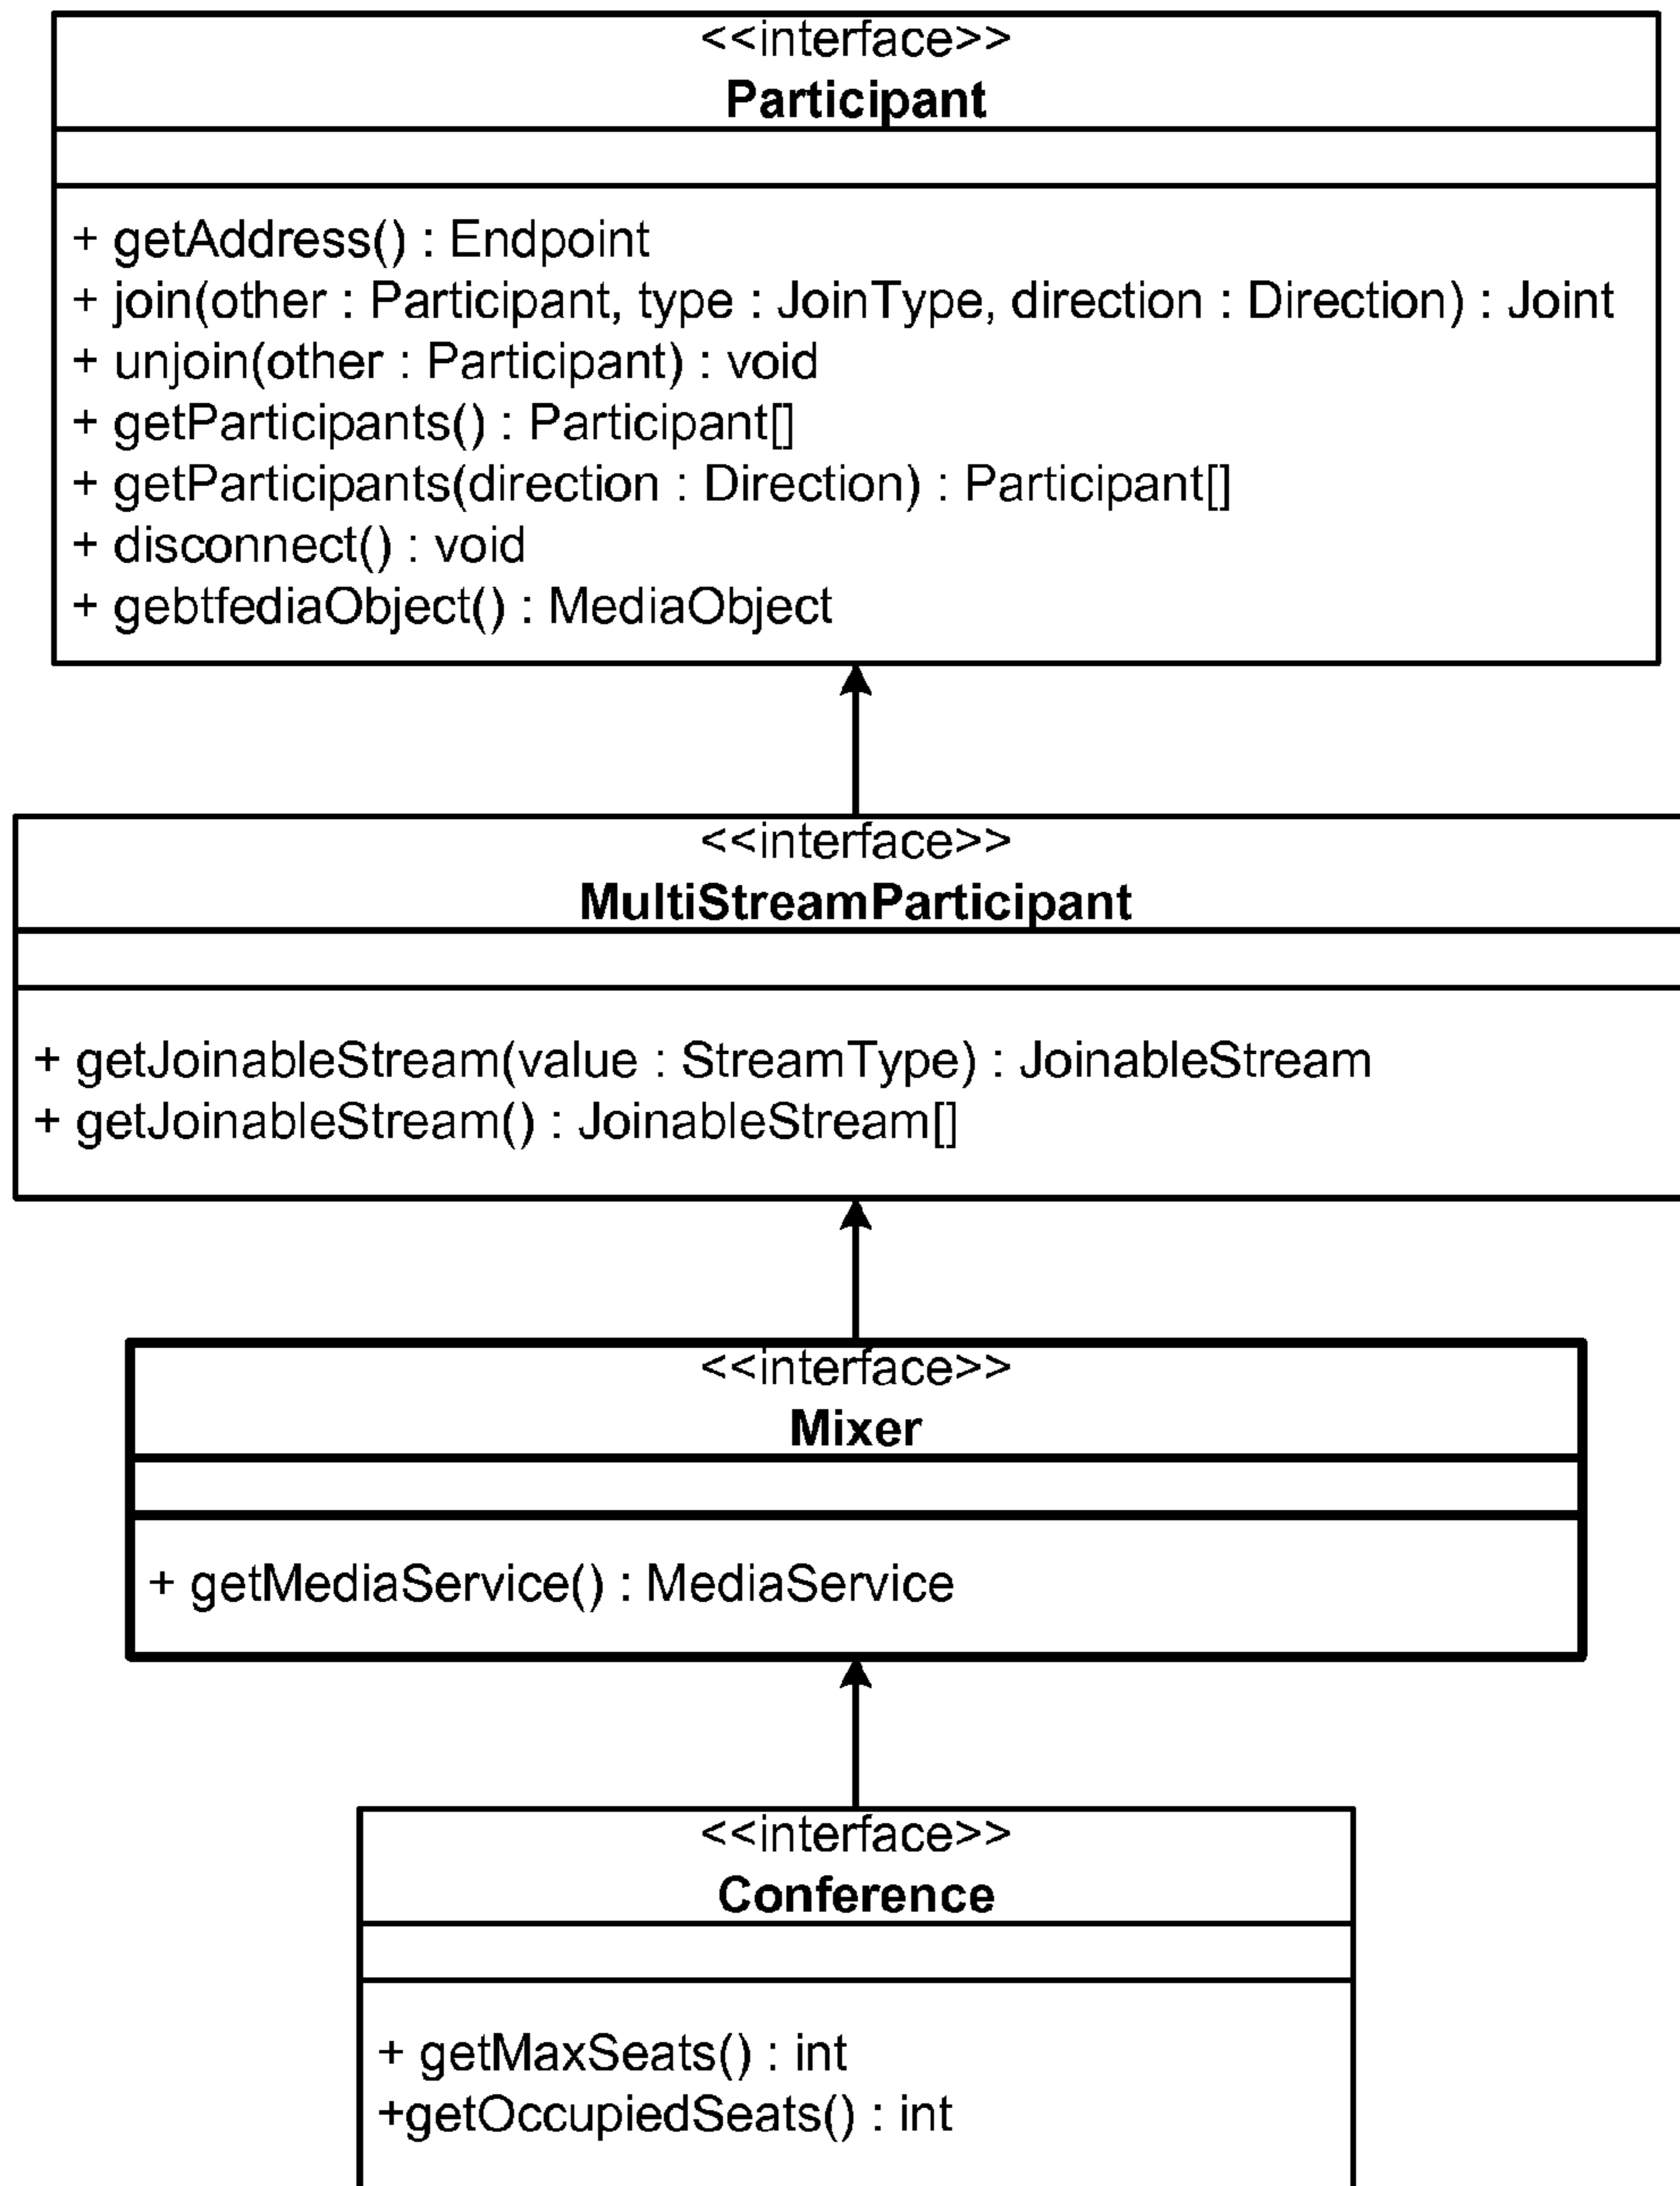 <<interface>>
Participant
+ getAddress() : Endpoint
+ join(other : Participant, type : JoinType, direction : Direction) : Joint
+ unjoin(other : Participant) : void
+ getParticipants() : Participant[]
+ getParticipants(direction : Direction) : Participant[]
+ disconnect() : void
+ gebtfediaObject() : MediaObject
<<interface>>
MultiStreamParticipant
+ getJoinableStream(value : StreamType) : JoinableStream
+ getJoinableStream() : JoinableStream[]
<<interface>>
Mixer
+ getMediaService() : MediaService
<<interface>>
Conference
+ getMaxSeats() : int
+getOccupiedSeats() : int